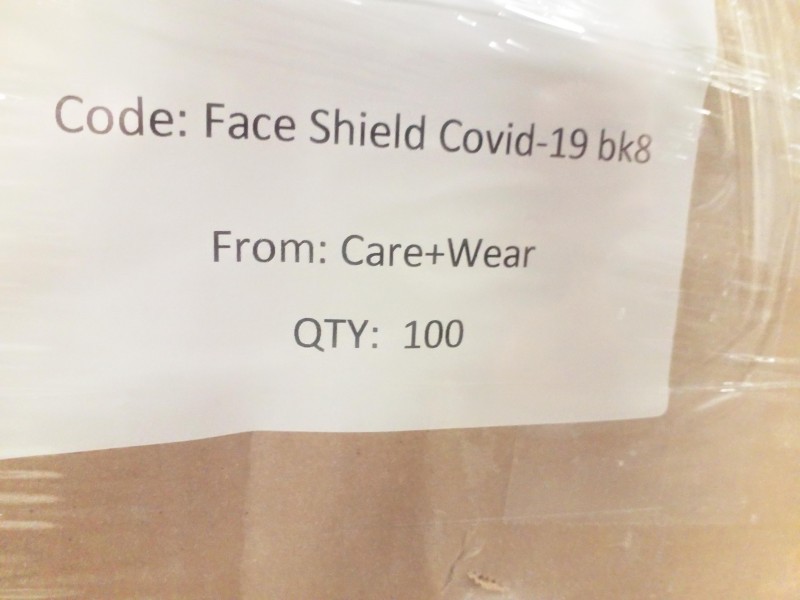 Code: Face Shield Covid-19 bk8
From: Care+Wear
QTY: 100